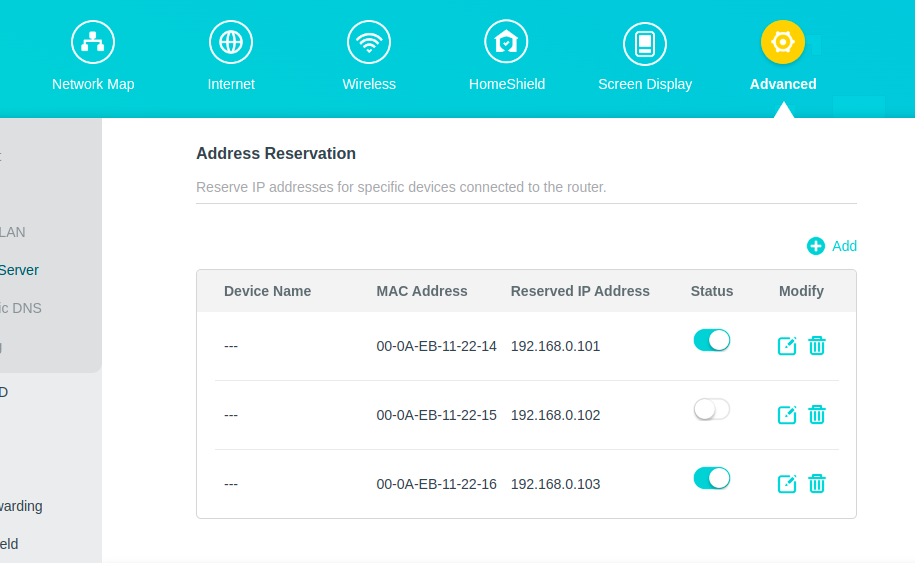 Network Map Internet Wireless HomeShield Screen Display Advanced
Address Reservation
Reserve IP addresses for specific devices connected to the router.
LAN
Server
ic DNS
D
warding
eld
Add
Device Name MAC Address Reserved IP Address Status Modify
--- 00-0A-EB-11-22-14 192.168.0.101
--- 00-0A-EB-11-22-15 192.168.0.102
--- 00-0A-EB-11-22-16 192.168.0.103